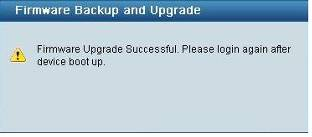 Firmware Backup and Upgrade
Firmware Upgrade Successful. Please login again after
device boot up.